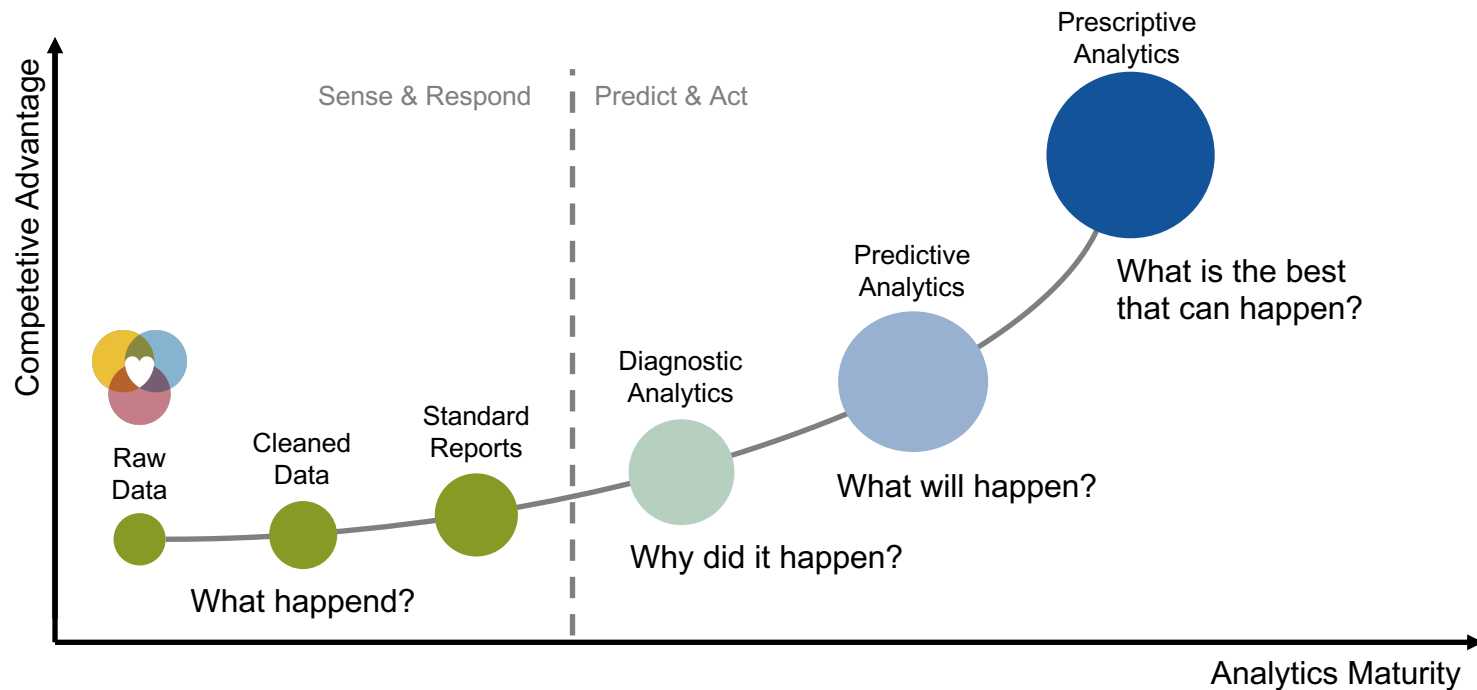 Prescriptive
Analytics
Sense & Respond
Predict & Act
Competetive Advantage
Predictive
Analytics
What is the best
that can happen?
Diagnostic
Analytics
Standard
Reports
Cleaned
Data
Raw
Data
What will happen?
Why did it happen?
What happend?
Analytics Maturity